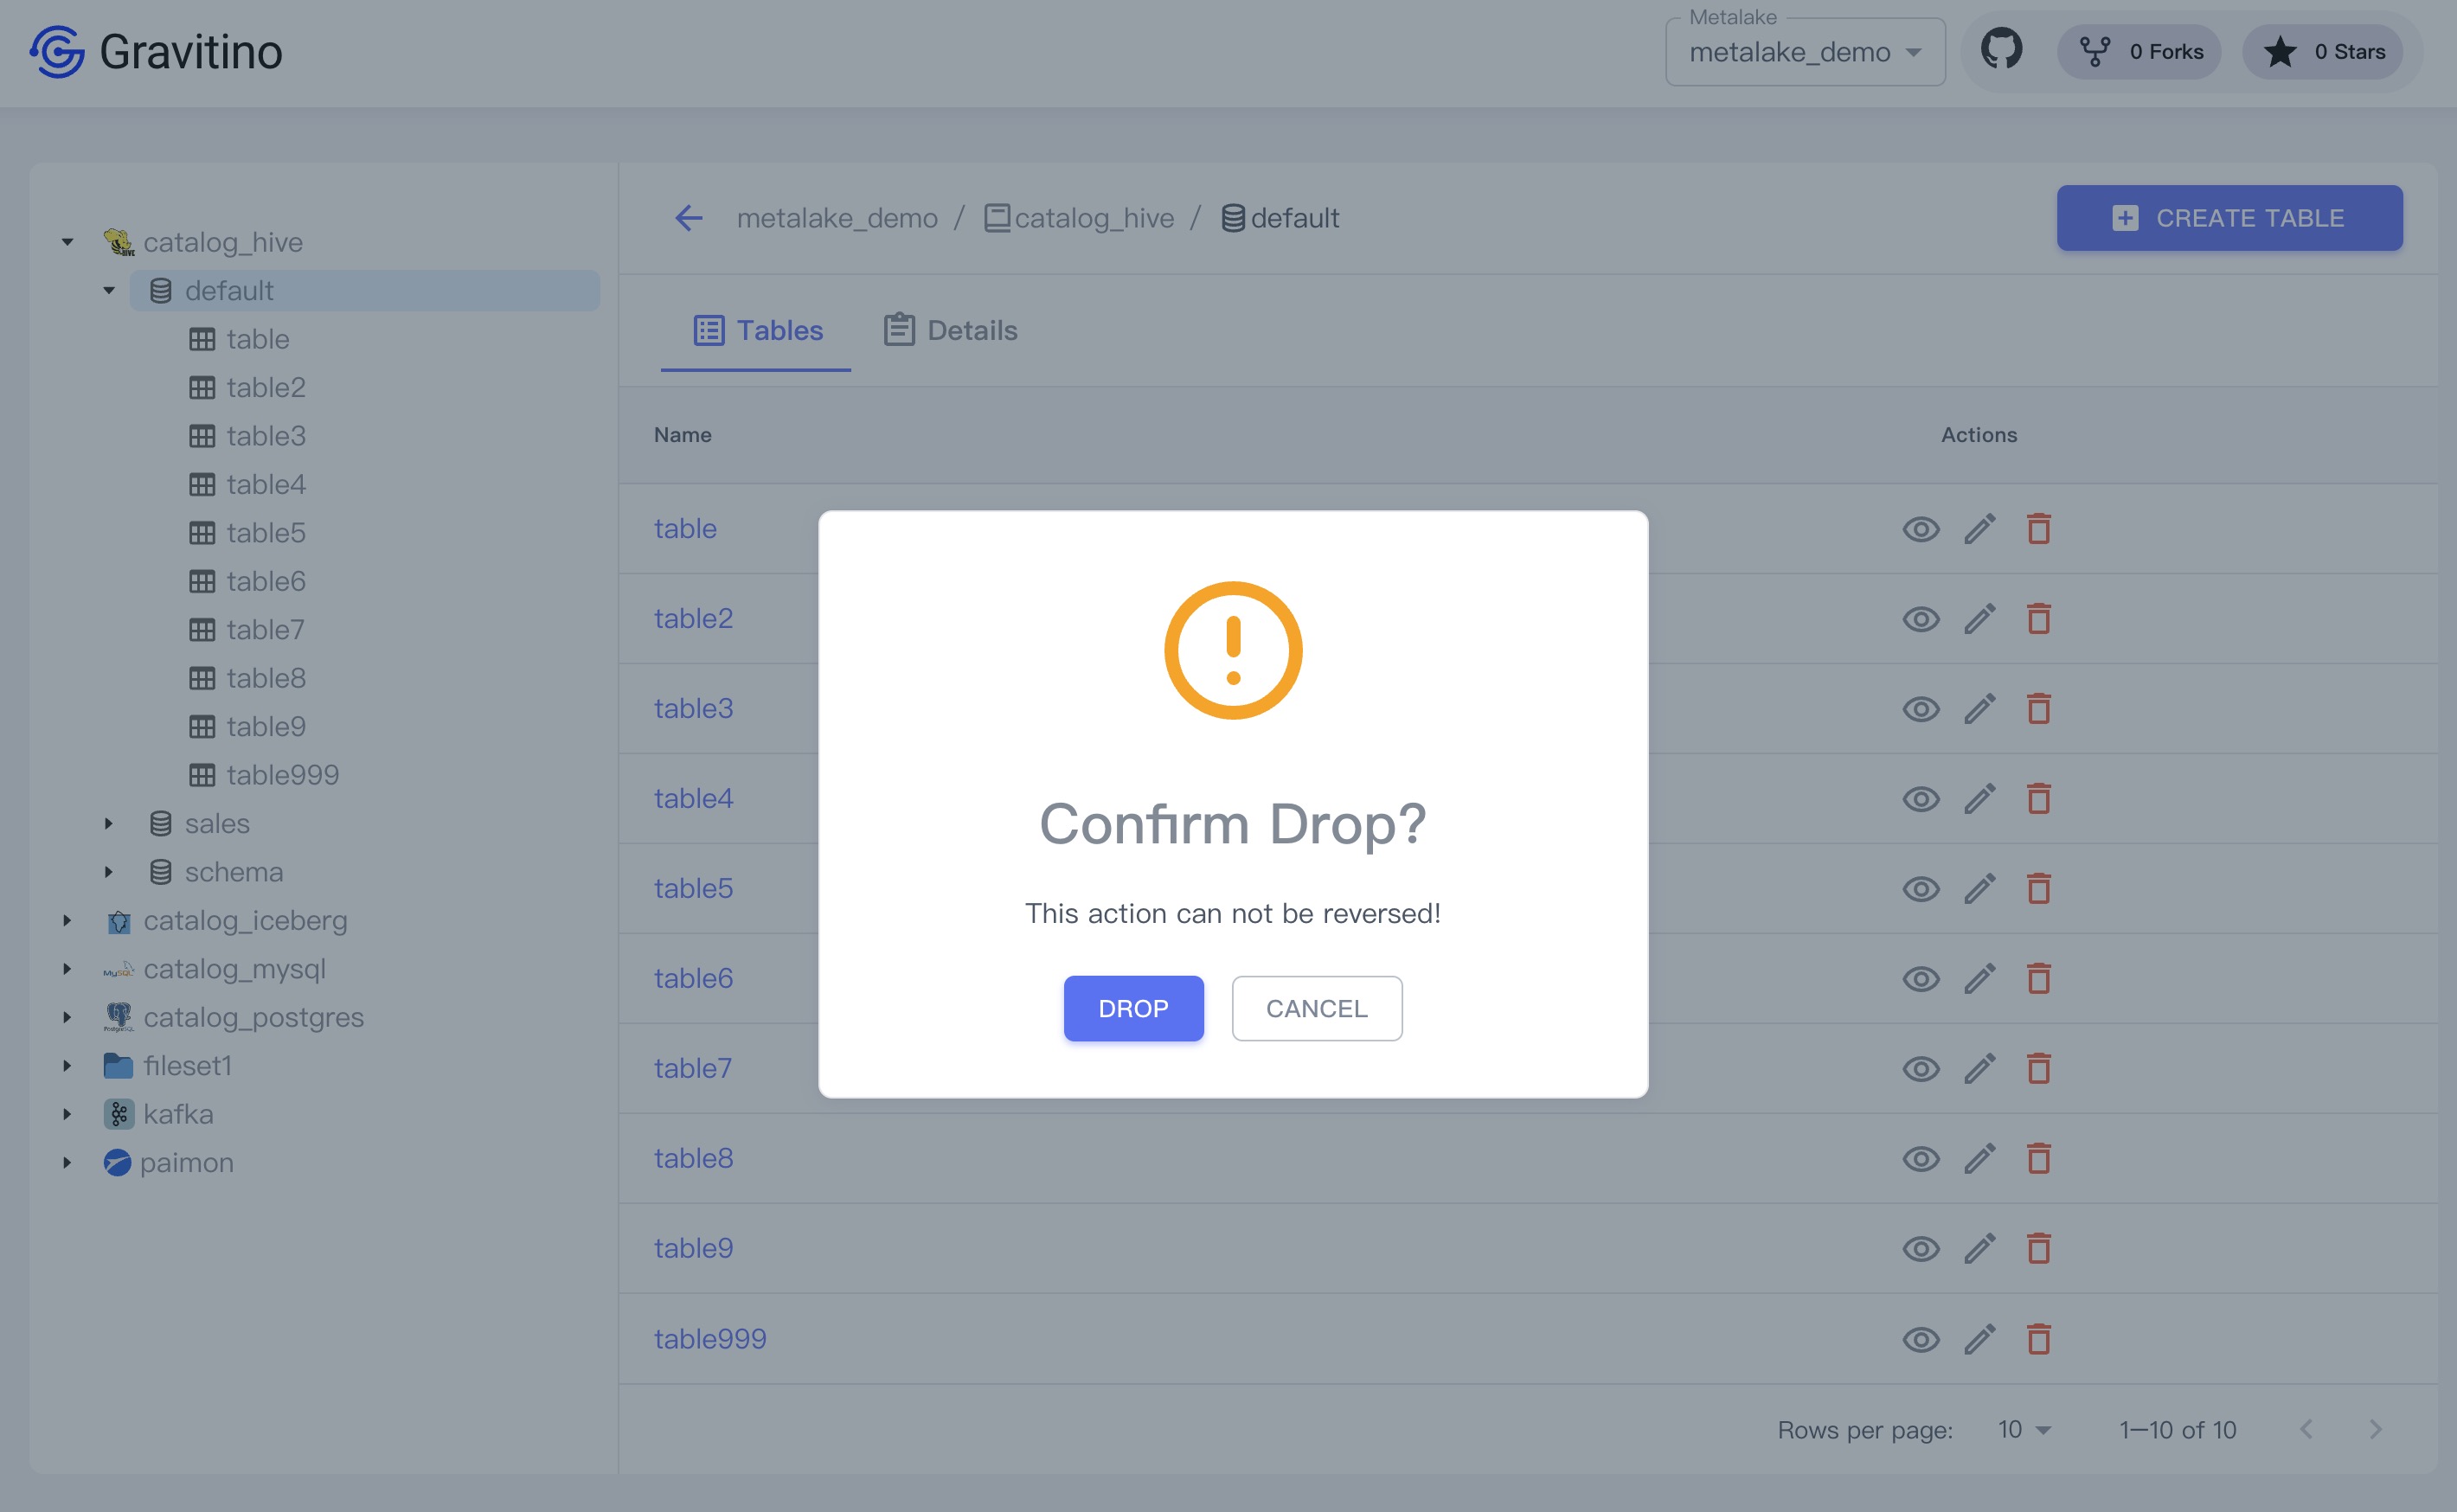 Gravitino
Metalake
metalake_demo
0 Forks
0 Stars
catalog_hive
default
table
table2
table3
table4
table5
table6
table7
table8
table9
table999
sales
schema
catalog_iceberg
catalog_mysql
catalog_postgres
fileset1
kafka
paimon
metalake_demo / catalog_hive / default
CREATE TABLE
Tables
Details
Name
Actions
table
table2
table3
table4
table5
table6
table7
table8
table9
table999
Confirm Drop?
This action can not be reversed!
DROP
CANCEL
Rows per page: 10
1–10 of 10